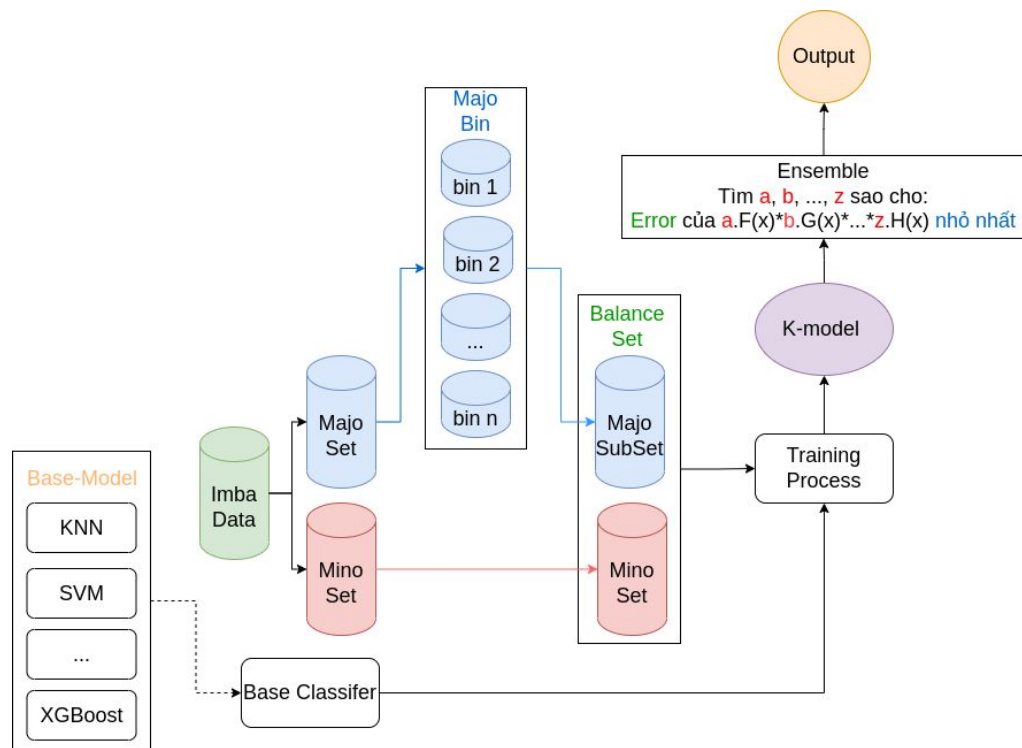 Output
Ensemble
Tìm a, b, ..., z sao cho:
Error của a.F(x)*b.G(x)*...*z.H(x) nhỏ nhất
Majo
Bin
bin 1
bin 2
...
bin n
K-model
Balance
Set
Majo
SubSet
Mino
Set
Training
Process
Majo
Set
Mino
Set
Imba
Data
Base-Model
KNN
SVM
...
XGBoost
Base Classifer